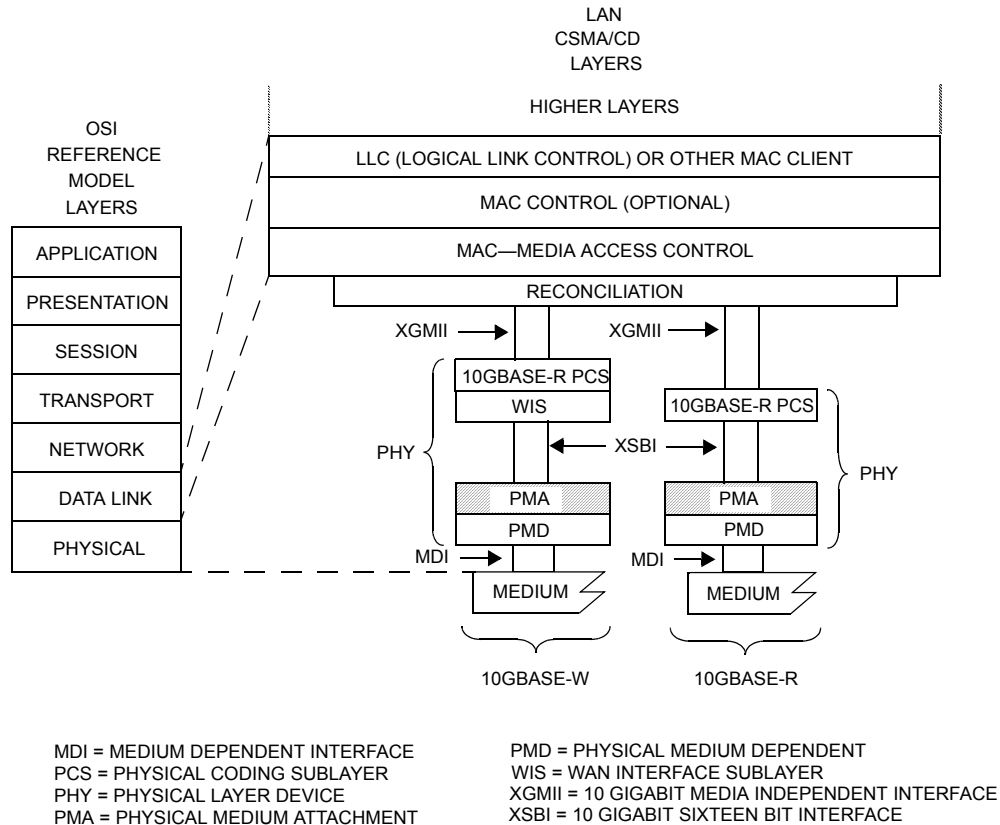 LAN
CSMA/CD
LAYERS
HIGHER LAYERS
OSI
REFERENCE
MODEL
LAYERS
LLC (LOGICAL LINK CONTROL) OR OTHER MAC CLIENT
MAC CONTROL (OPTIONAL)
MAC—MEDIA ACCESS CONTROL
RECONCILIATION
APPLICATION
PRESENTATION
SESSION
TRANSPORT
NETWORK
DATA LINK
PHYSICAL
XGMII
XGMII
10GBASE-R PCS
WIS
10GBASE-R PCS
PHY
XSBI
PHY
PMA
PMA
PMD
PMD
MDI
MDI
MEDIUM
MEDIUM
10GBASE-W
10GBASE-R
MDI = MEDIUM DEPENDENT INTERFACE
PCS = PHYSICAL CODING SUBLAYER
PHY = PHYSICAL LAYER DEVICE
PMA = PHYSICAL MEDIUM ATTACHMENT
PMD = PHYSICAL MEDIUM DEPENDENT
WIS = WAN INTERFACE SUBLAYER
XGMII = 10 GIGABIT MEDIA INDEPENDENT INTERFACE
XSBI = 10 GIGABIT SIXTEEN BIT INTERFACE